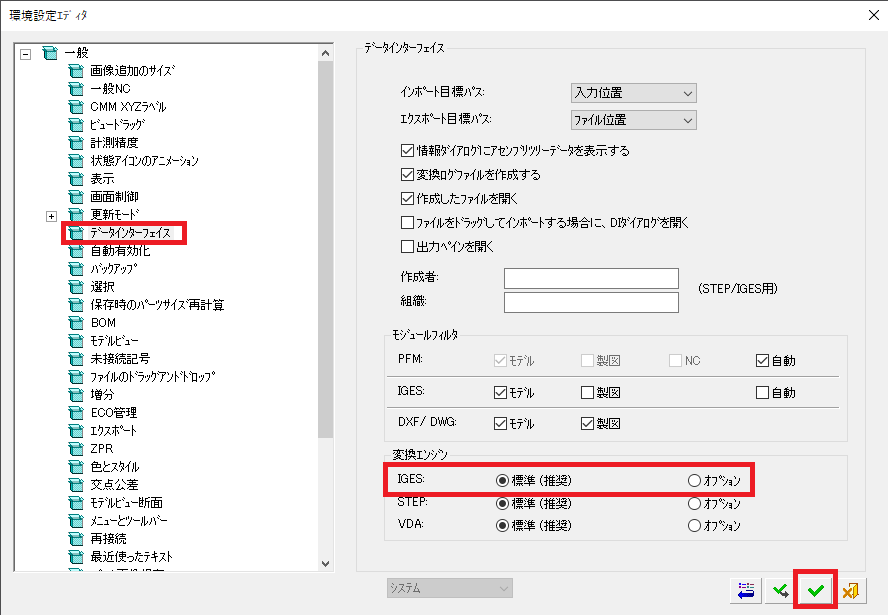 環境設定ｴﾃﾞｨﾀ
一般
画像追加のｻｲｽﾞ
一般NC
CMM XYZﾗﾍﾞﾙ
ﾋﾞｭｰﾄﾞﾗｯｸﾞ
計測精度
状態ｱｲｺﾝのｱﾆﾒｰｼｮﾝ
表示
画面制御
更新ﾓｰﾄﾞ
ﾃﾞｰﾀｲﾝﾀｰﾌｪｲｽ
自動有効化
ﾊﾞｯｸｱｯﾌﾟ
選択
保存時のﾊﾟｰﾂｻｲｽﾞ再計算
BOM
ﾓﾃﾞﾙﾋﾞｭｰ
未接続記号
ﾌｧｲﾙのﾄﾞﾗｯｸﾞｱﾝﾄﾞﾄﾞﾛｯﾌﾟ
増分
ECO管理
ｴｸｽﾎﾟｰﾄ
ZPR
色とｽﾀｲﾙ
交点公差
ﾓﾃﾞﾙﾋﾞｭｰ断面
ﾒﾆｭｰとﾂｰﾙﾊﾞｰ
再接続
最近使ったﾃｷｽﾄ
ﾃﾞｰﾀｲﾝﾀｰﾌｪｲｽ
ｲﾝﾎﾟｰﾄ目標ﾊﾟｽ: 入力位置
ｴｸｽﾎﾟｰﾄ目標ﾊﾟｽ: ﾌｧｲﾙ位置
情報ﾀﾞｲｱﾛｸﾞにｱｾﾝﾌﾞﾘﾂﾘｰﾃﾞｰﾀを表示する
変換ﾛｸﾞﾌｧｲﾙを作成する
作成したﾌｧｲﾙを開く
ﾌｧｲﾙをﾄﾞﾗｯｸﾞしてｲﾝﾎﾟｰﾄする場合に、DIﾀﾞｲｱﾛｸﾞを開く
出力ﾍﾟｲﾝを開く
作成者:
組織:
(STEP/IGES用)
ﾓｼﾞｭｰﾙﾌｨﾙﾀ
PFM: ﾓﾃﾞﾙ 製図 NC 自動
IGES: ﾓﾃﾞﾙ 製図 自動
DXF/ DWG: ﾓﾃﾞﾙ 製図
変換ｴﾝｼﾞﾝ
IGES: 標準 (推奨) ｵﾌﾟｼｮﾝ
STEP: 標準 (推奨) ｵﾌﾟｼｮﾝ
VDA: 標準 (推奨) ｵﾌﾟｼｮﾝ
ｼｽﾃﾑ